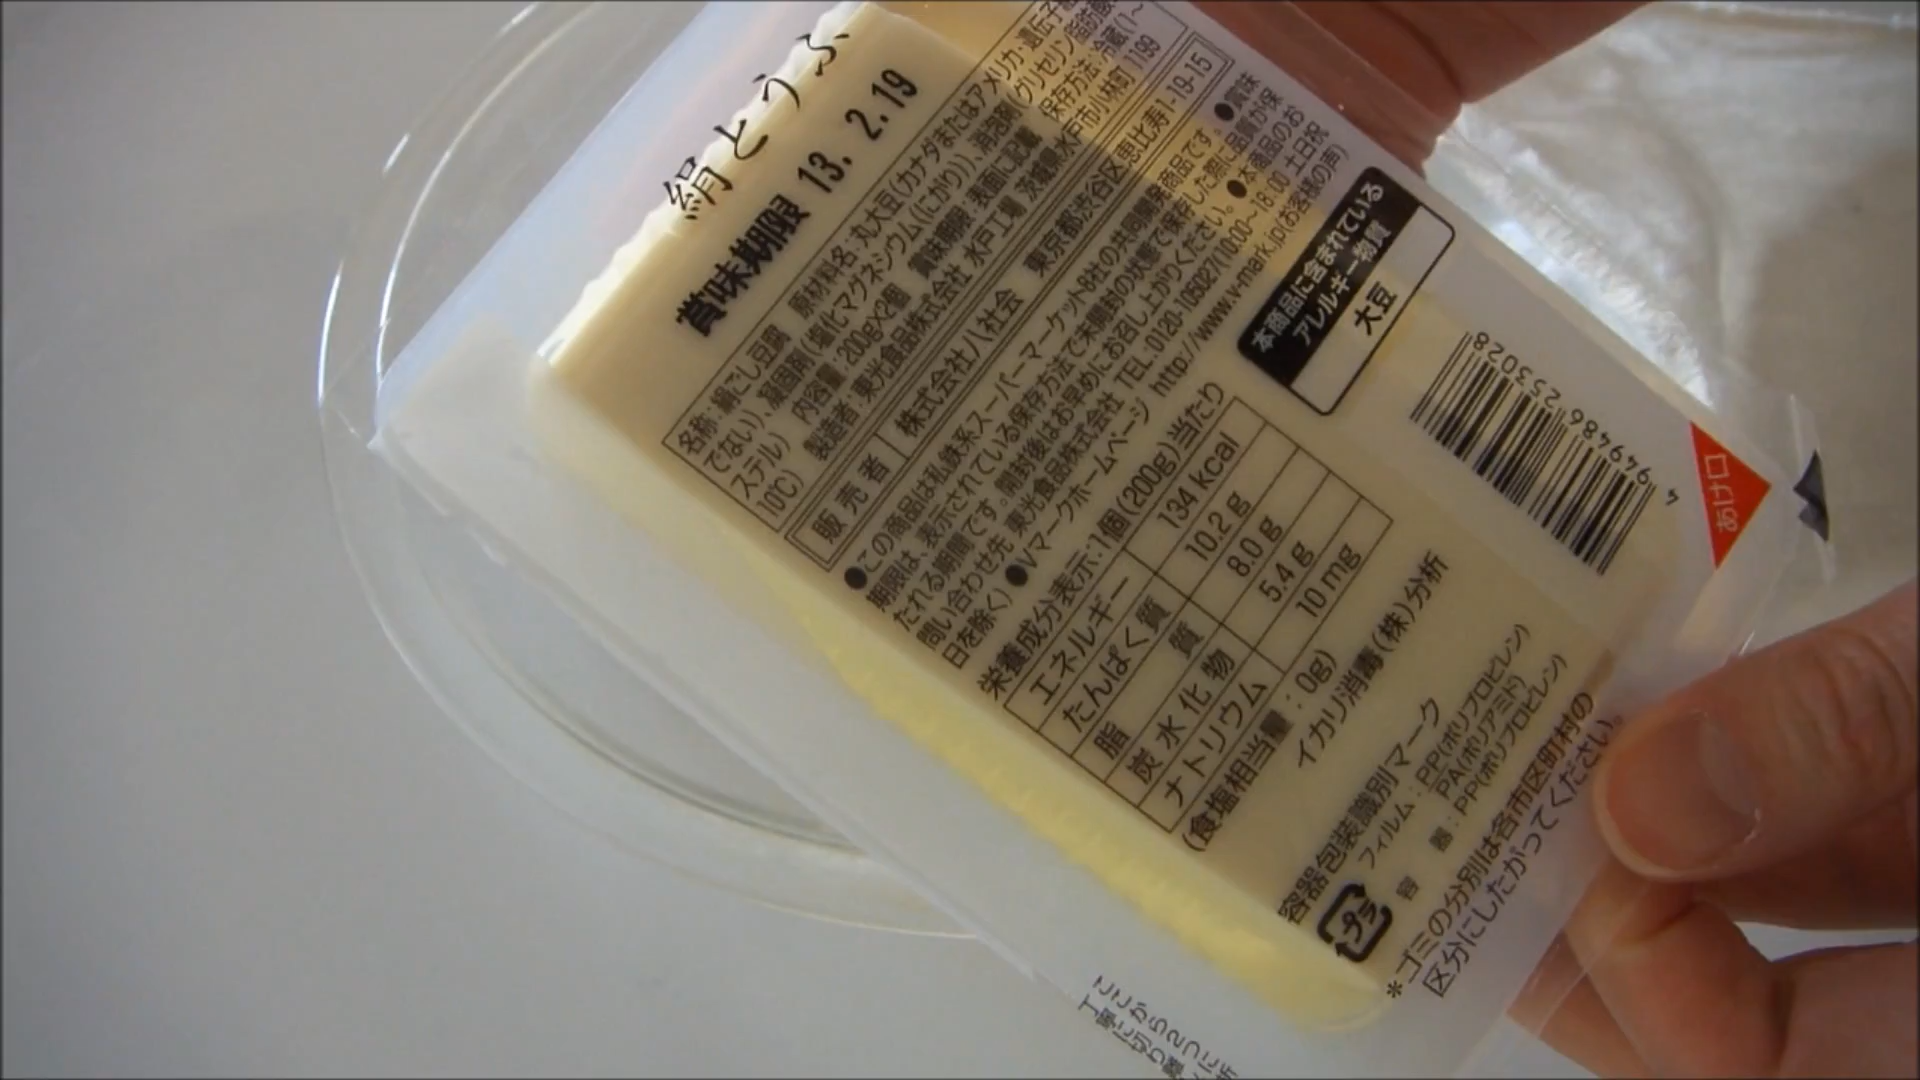 絹とうふ
賞味期限 13. 2.19
名称:絹ごし豆腐 原材料名:丸大豆(カナダまたはアメリカ・遺伝子
でない)、凝固剤(塩化マグネシウム(にがり))、消泡剤(グリセリン脂肪酸
ステル) 内容量:200g×2個 賞味期限:表面に記載 保存方法:冷蔵(1~
10℃) 製造者:東光食品株式会社 水戸工場 茨城県水戸市小林町1199
販売者 株式会社八社会 東京都渋谷区恵比寿1-19-15
●この商品は私鉄系スーパーマーケット8社の共同開発商品です。●賞味
期限は、表示されている保存方法で未開封の状態で保存した際に品質が保
たれる期間です。開封後はお早めにお召し上がりください。●本商品のお
問い合わせ先 東光食品株式会社 TEL.0120-105027(10:00~18:00 土日祝
日を除く)●Vマークホームページ http://www.v-mark.jp(お客様の声)
栄養成分表示:1個(200g)当たり
エネルギー 134 kcal
たんぱく質 10.2 g
脂質 8.0 g
炭水化物 5.4 g
ナトリウム 10 mg
(食塩相当量:0g)
イカリ消毒(株)分析
本商品に含まれている
アレルギー物質
大豆
4 949486 253028
あけ口
容器包装識別マーク
プラ
フィルム:PP(ポリプロピレン)
PA(ポリアミド)
容器:PP(ポリプロピレン)
*ゴミの分別は各市区町村の
区分にしたがってください。
ここから2つに折
丁寧に切り離